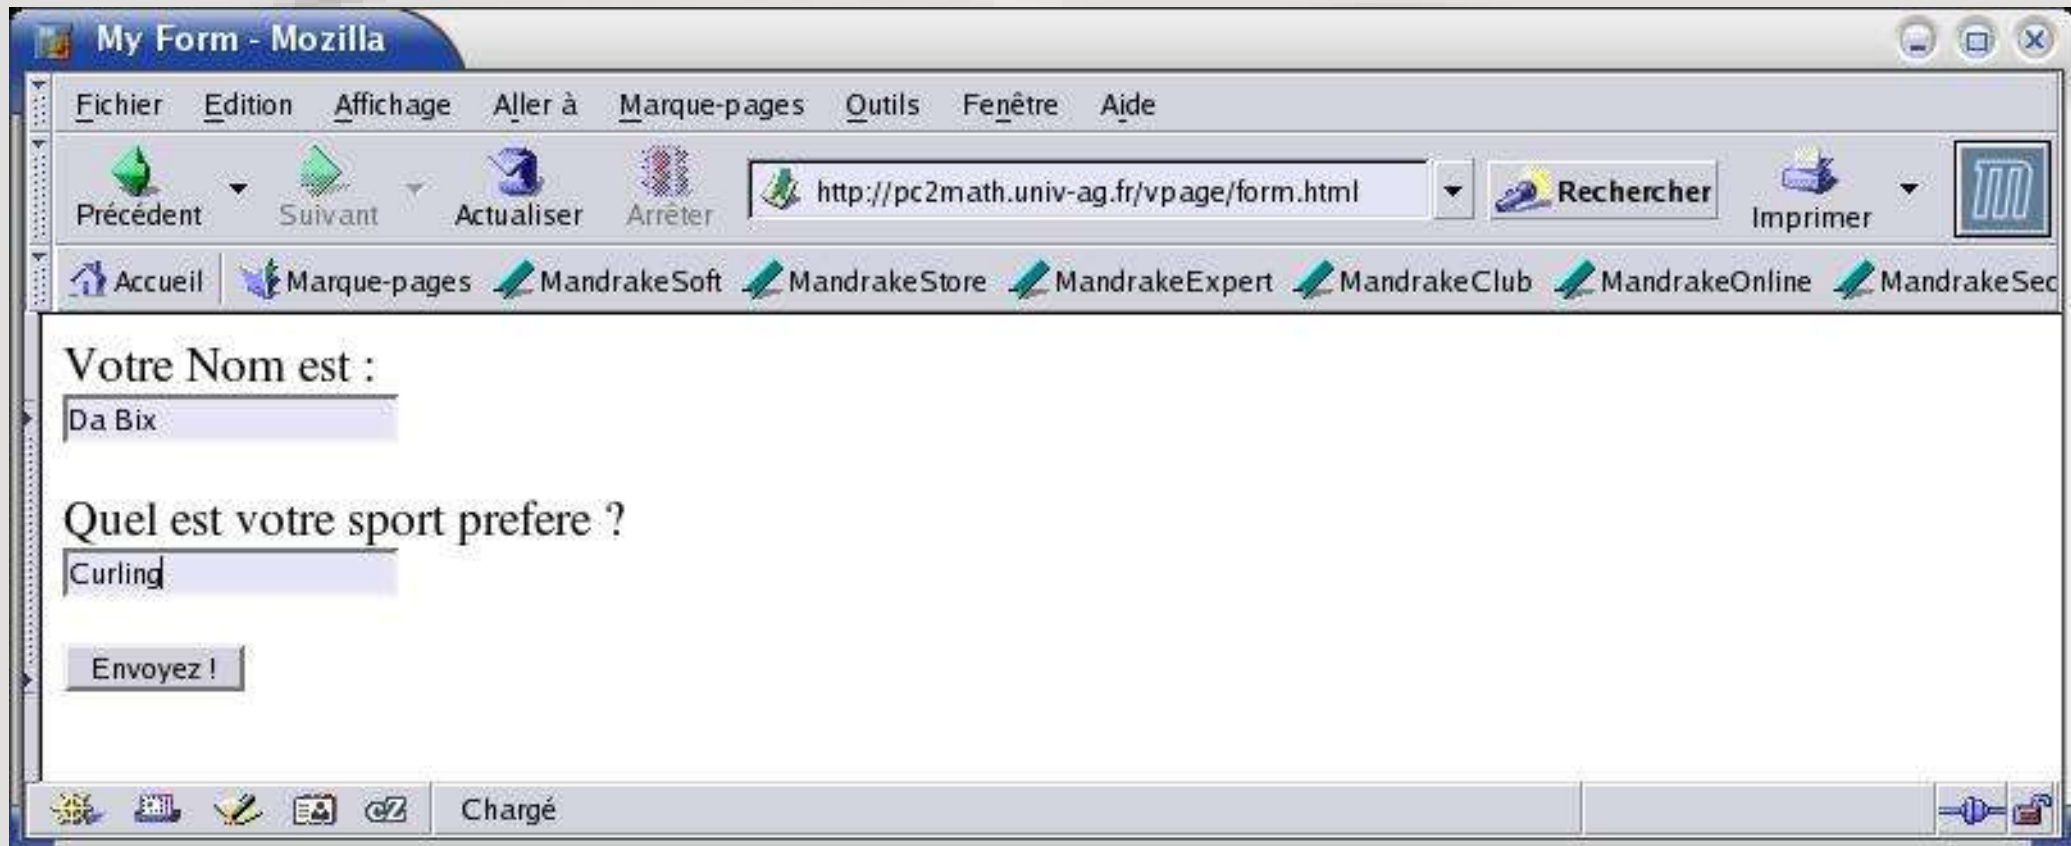 My Form - Mozilla
Fichier Edition Affichage Aller à Marque-pages Outils Fenêtre Aide
Précédent Suivant Actualiser Arrêter http://pc2math.univ-ag.fr/vpage/form.html Rechercher Imprimer
Accueil Marque-pages MandrakeSoft MandrakeStore MandrakeExpert MandrakeClub MandrakeOnline MandrakeSec
Votre Nom est :
Da Bix
Quel est votre sport prefere ?
Curling
Envoyez !
cZ Chargé